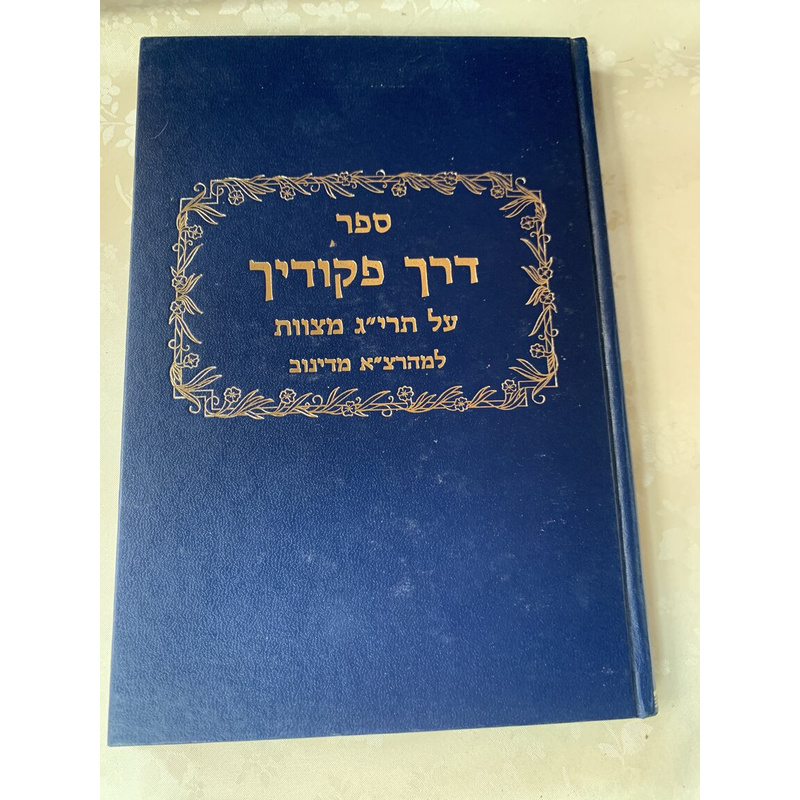 ספר
דרך פקודיך
על תרי״ג מצוות
למהרצ״א מדינוב